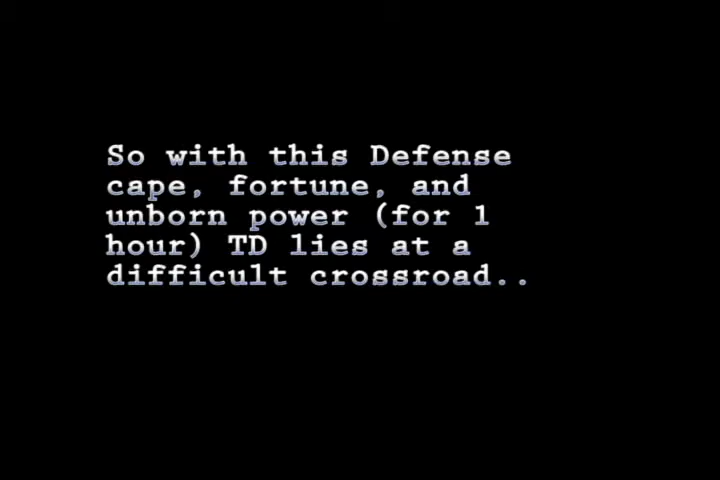 So with this Defense
cape, fortune, and
unborn power (for 1
hour) TD lies at a
difficult crossroad..